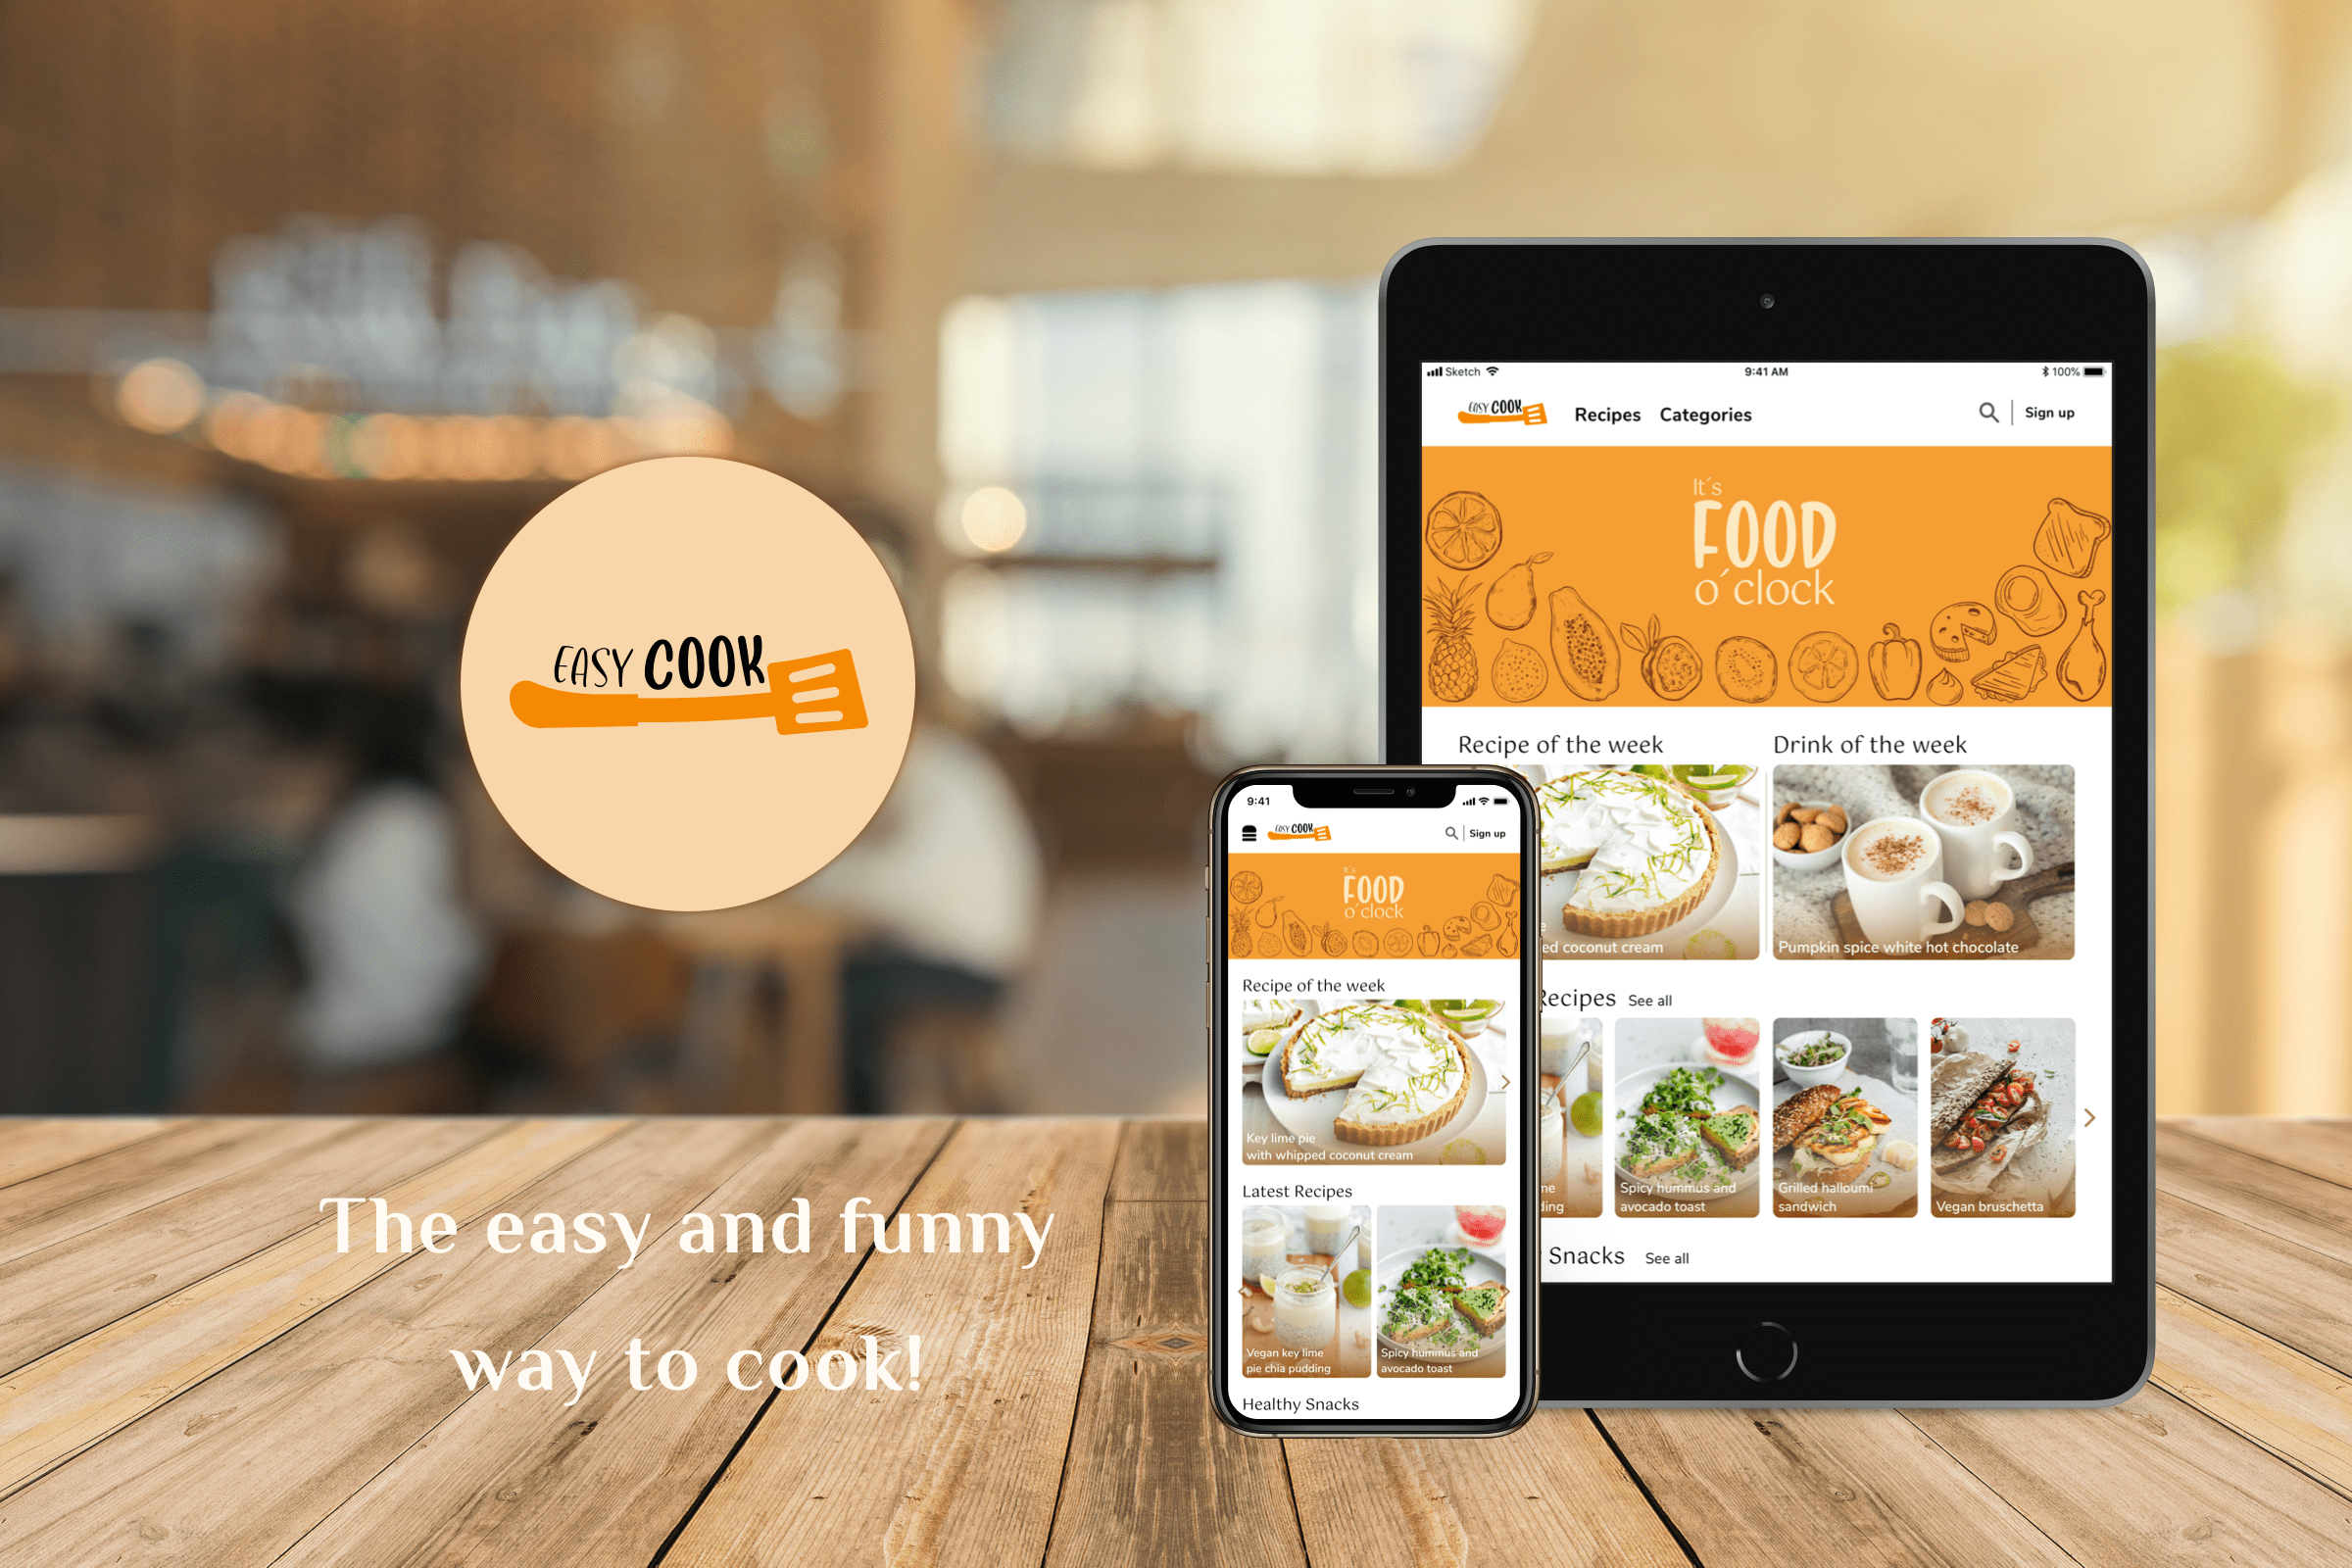 EASY COOK
The easy and funny
way to cook!
Sketch
9:41 AM
100%
EASY COOK
Recipes
Categories
Sign up
It´s
FOOD
o´clock
Recipe of the week
Drink of the week
ed coconut cream
Pumpkin spice white hot chocolate
Recipes
See all
me
ding
Spicy hummus and
avocado toast
Grilled halloumi
sandwich
Vegan bruschetta
Snacks
See all
9:41
EASY COOK
Sign up
It´s
FOOD
o´clock
Recipe of the week
Key lime pie
with whipped coconut cream
Latest Recipes
Vegan key lime
pie chia pudding
Spicy hummus and
avocado toast
Healthy Snacks